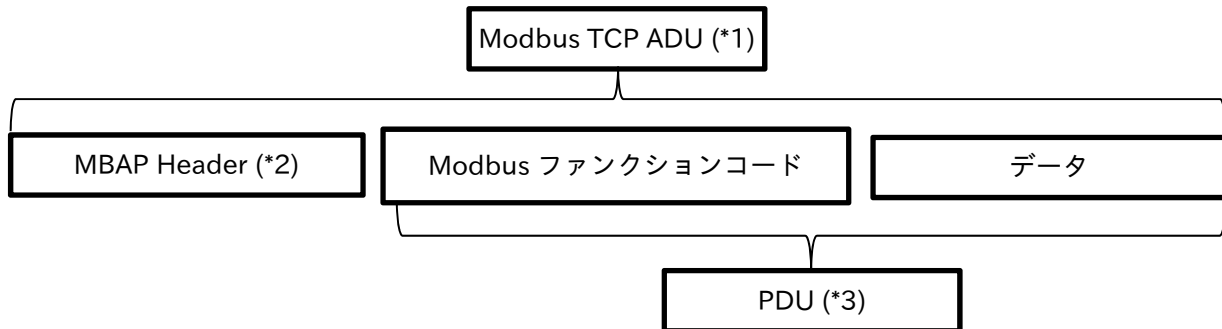 Modbus TCP ADU (*1)
MBAP Header (*2)
Modbus ファンクションコード
データ
PDU (*3)